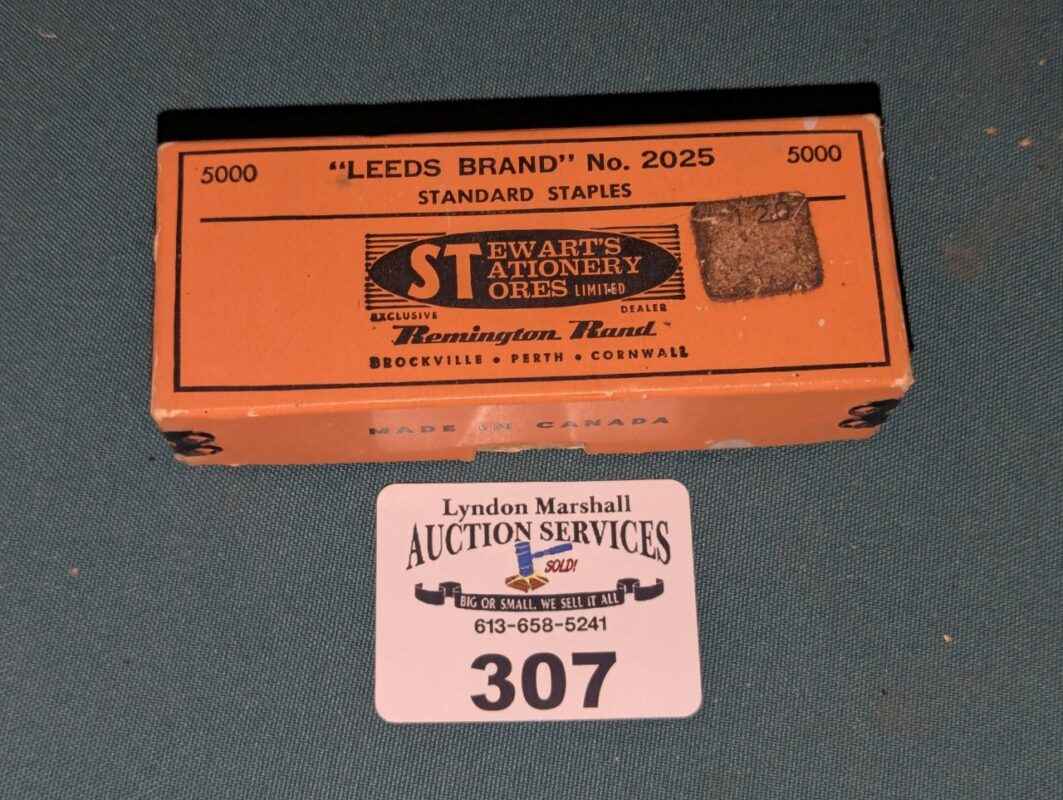 5000 "LEEDS BRAND" No. 2025 5000
STANDARD STAPLES
STEWART'S
STATIONERY
STORES LIMITED
EXCLUSIVE DEALER
Remington Rand
BROCKVILLE • PERTH • CORNWALL
MADE IN CANADA
Lyndon Marshall
AUCTION SERVICES
SOLD!
BIG OR SMALL, WE SELL IT ALL
613-658-5241
307